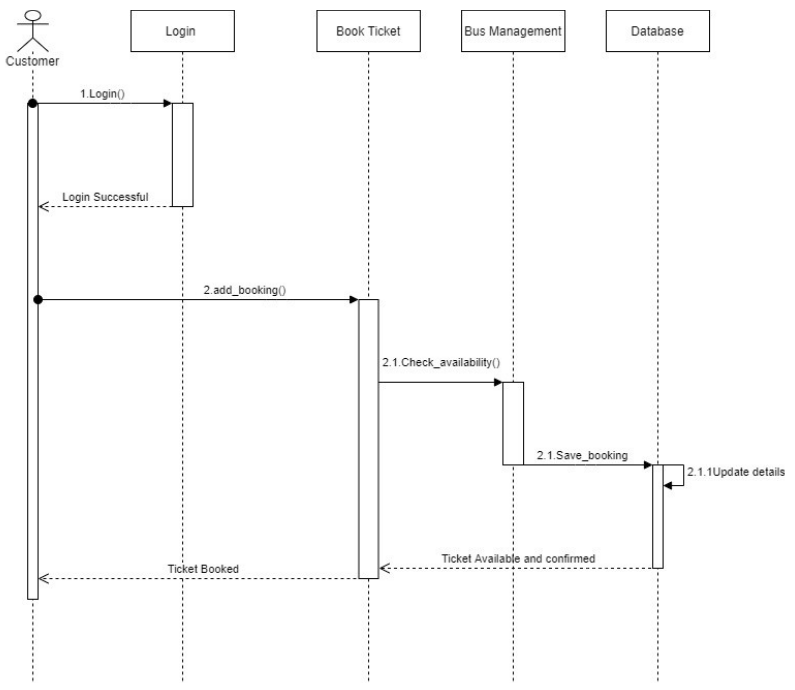 Login
Book Ticket
Bus Management
Database
Customer
1.Login()
Login Successful
2.add_booking()
2.1.Check_availability()
2.1.Save_booking
2.1.1Update details
Ticket Available and confirmed
Ticket Booked